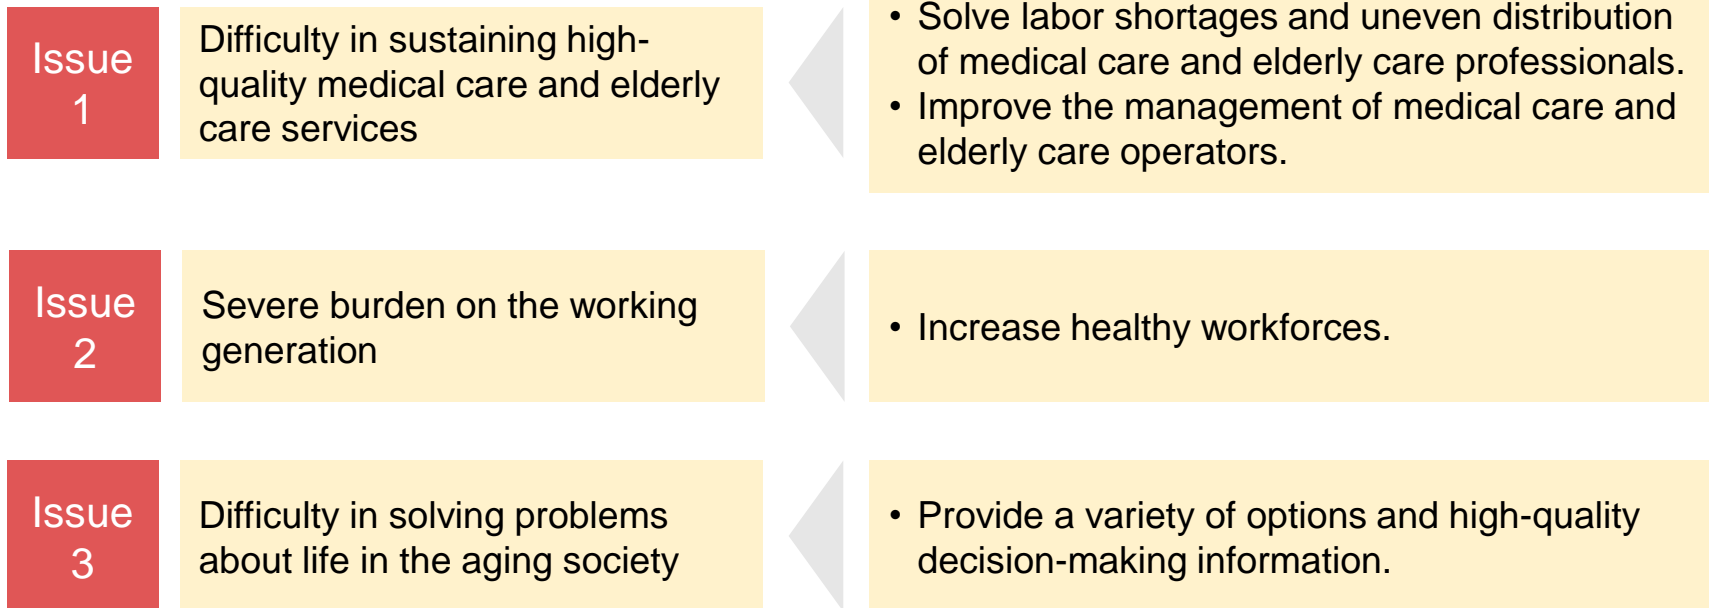 Issue
1
Difficulty in sustaining high-
quality medical care and elderly
care services
• Solve labor shortages and uneven distribution
of medical care and elderly care professionals.
• Improve the management of medical care and
elderly care operators.
Issue
2
Severe burden on the working
generation
• Increase healthy workforces.
Issue
3
Difficulty in solving problems
about life in the aging society
• Provide a variety of options and high-quality
decision-making information.